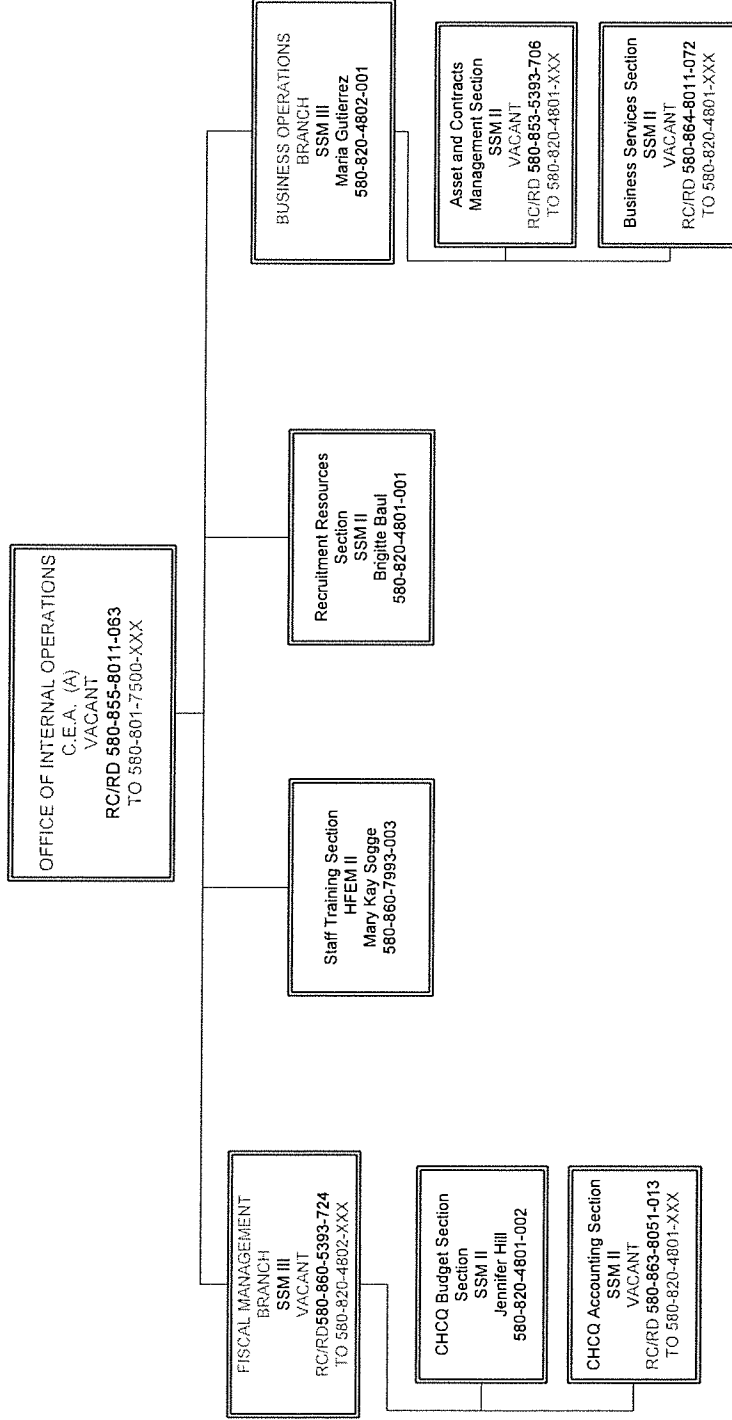 OFFICE OF INTERNAL OPERATIONS
C.E.A. (A)
VACANT
RC/RD 580-855-8011-063
TO 580-801-7500-XXX
FISCAL MANAGEMENT
BRANCH
SSM III
VACANT
RC/RD580-860-5393-724
TO 580-820-4802-XXX
CHCQ Budget Section
Section
SSM II
Jennifer Hill
580-820-4801-002
CHCQ Accounting Section
SSM II
VACANT
RC/RD 580-863-8051-013
TO 580-820-4801-XXX
Staff Training Section
HFEM II
Mary Kay Sogge
580-860-7993-003
Recruitment Resources
Section
SSM II
Brigitte Baul
580-820-4801-001
BUSINESS OPERATIONS
BRANCH
SSM III
Maria Gutierrez
580-820-4802-001
Asset and Contracts
Management Section
SSM II
VACANT
RC/RD 580-853-5393-706
TO 580-820-4801-XXX
Business Services Section
SSM II
VACANT
RC/RD 580-864-8011-072
TO 580-820-4801-XXX